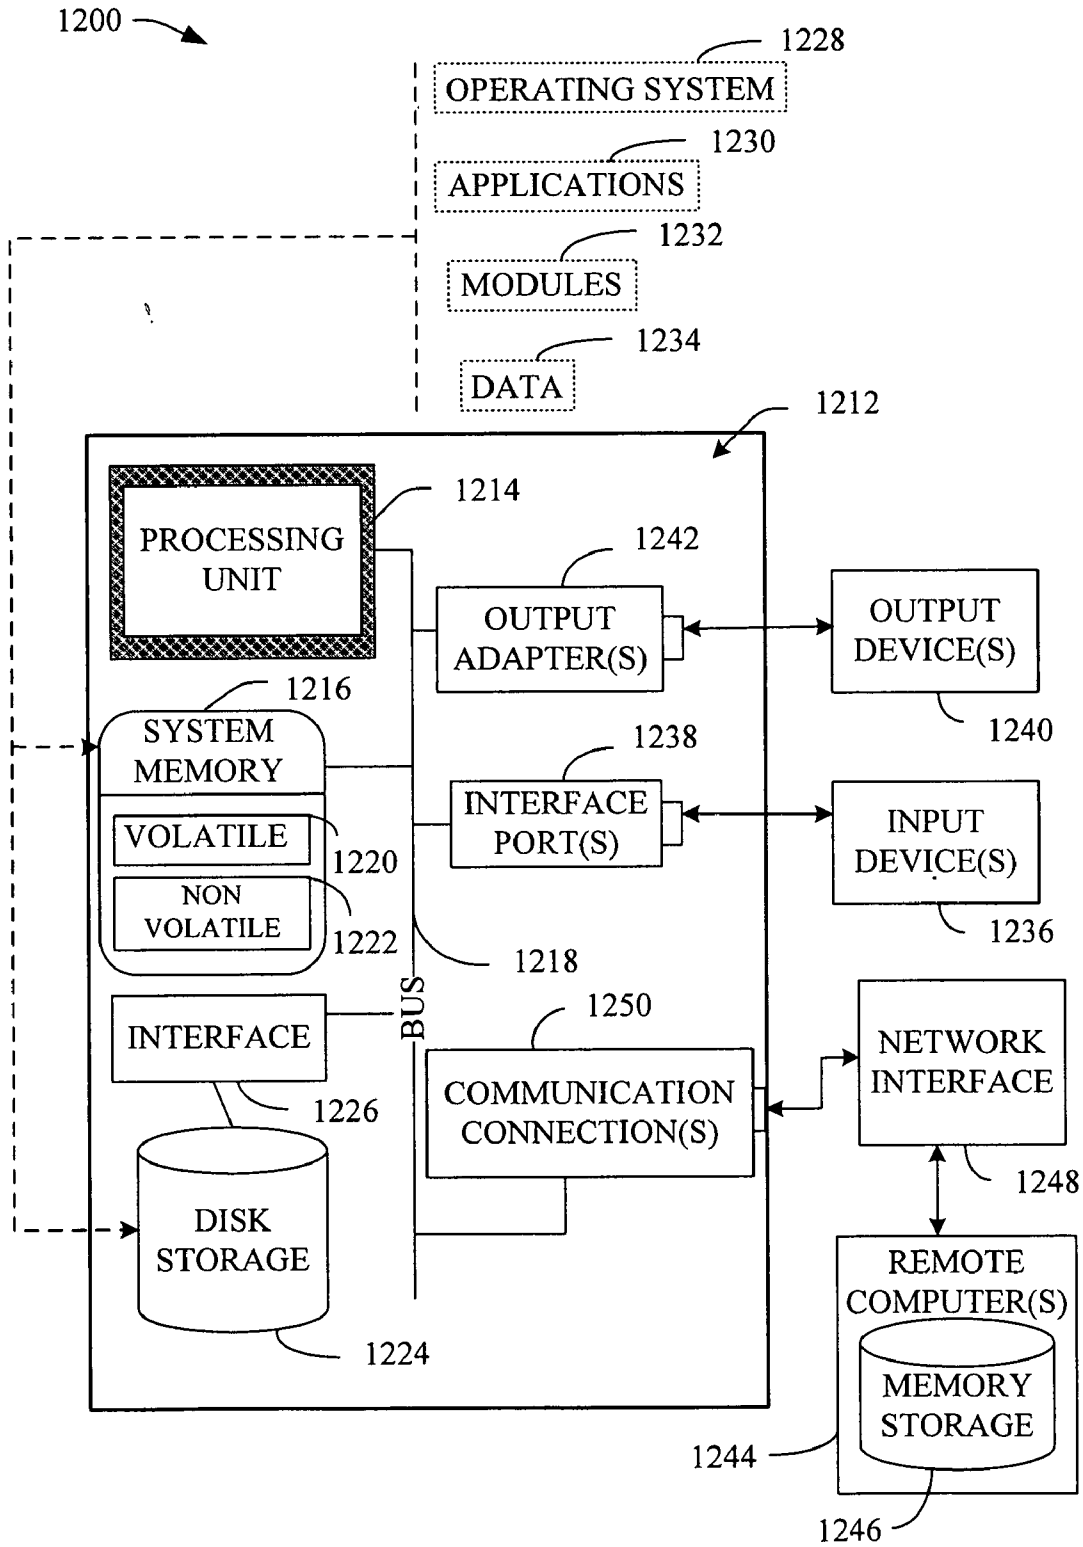 1200
1228
OPERATING SYSTEM
1230
APPLICATIONS
1232
MODULES
1234
DATA
1212
1214
PROCESSING
UNIT
1242
OUTPUT
ADAPTER(S)
OUTPUT
DEVICE(S)
1240
1216
SYSTEM
MEMORY
1238
INTERFACE
PORT(S)
INPUT
DEVICE(S)
1236
VOLATILE
1220
NON
VOLATILE
1222
1218
BUS
INTERFACE
1226
1250
COMMUNICATION
CONNECTION(S)
NETWORK
INTERFACE
1248
DISK
STORAGE
1224
REMOTE
COMPUTER(S)
MEMORY
STORAGE
1244
1246